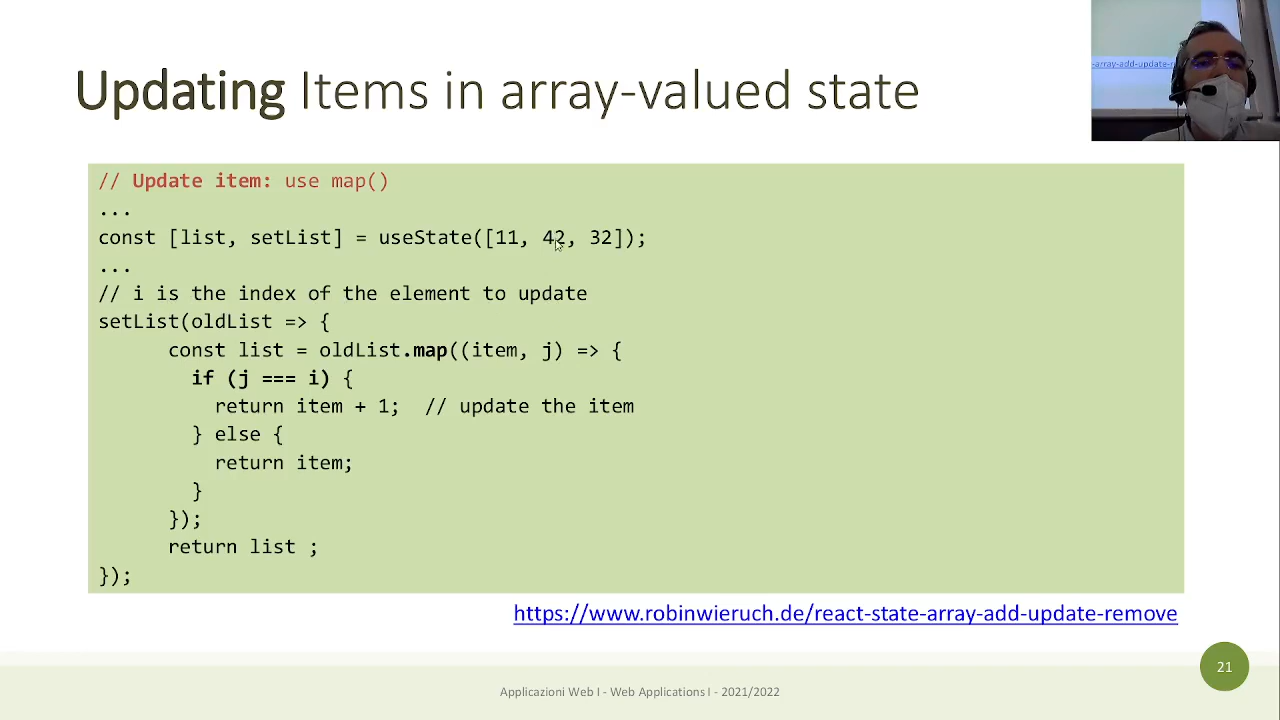 Updating Items in array-valued state
-array-add-update-r
// Update item: use map()
...
const [list, setList] = useState([11, 42, 32]);
...
// i is the index of the element to update
setList(oldList => {
const list = oldList.map((item, j) => {
if (j === i) {
return item + 1;  // update the item
} else {
return item;
}
});
return list ;
});
https://www.robinwieruch.de/react-state-array-add-update-remove
21
Applicazioni Web I - Web Applications I - 2021/2022